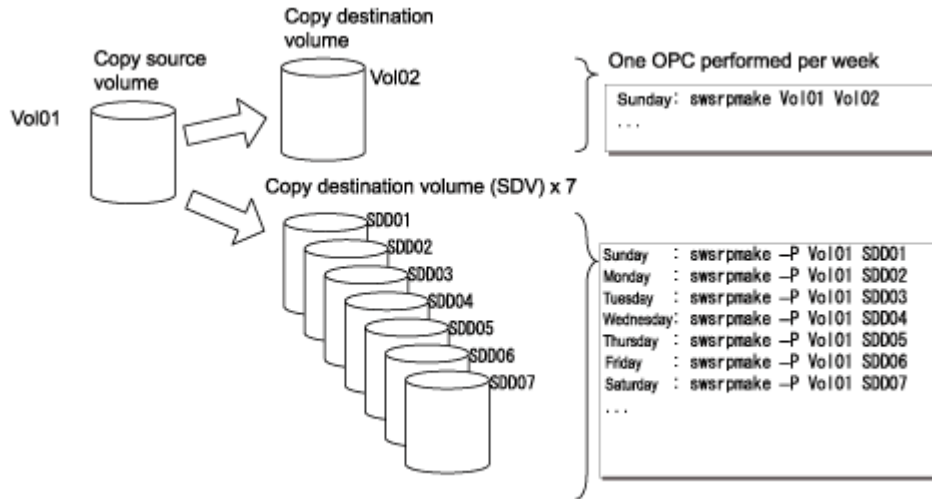 Copy destination
volume
Copy source
volume
Vol01
Vol02
One OPC performed per week
Sunday: swsrpmake Vol01 Vol02
...
Copy destination volume (SDV) x 7
SDD01
SDD02
SDD03
SDD04
SDD05
SDD06
SDD07
Sunday : swsrpmake -P Vol01 SDD01
Monday : swsrpmake -P Vol01 SDD02
Tuesday : swsrpmake -P Vol01 SDD03
Wednesday: swsrpmake -P Vol01 SDD04
Thursday : swsrpmake -P Vol01 SDD05
Friday : swsrpmake -P Vol01 SDD06
Saturday : swsrpmake -P Vol01 SDD07
...